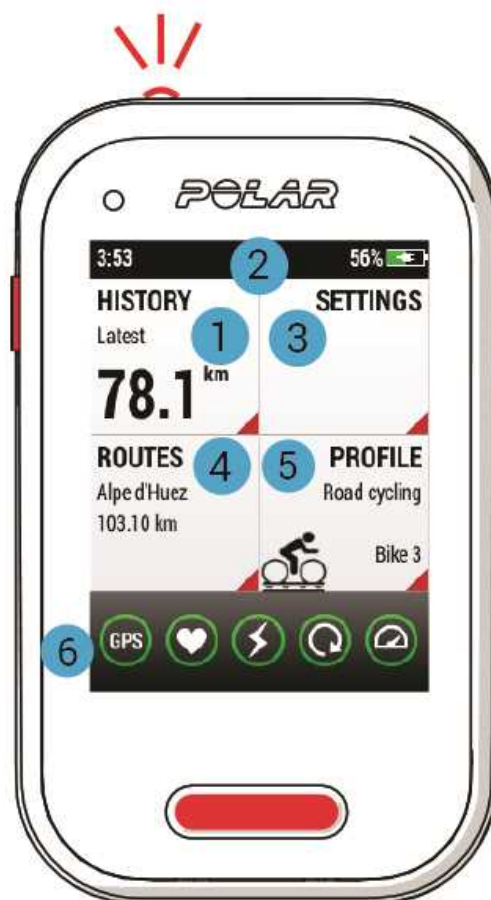 POLAR
3:53
2
56%
HISTORY
Latest
1
78.1 km
3
SETTINGS
ROUTES
4
Alpe d'Huez
103.10 km
5
PROFILE
Road cycling
Bike 3
6
GPS